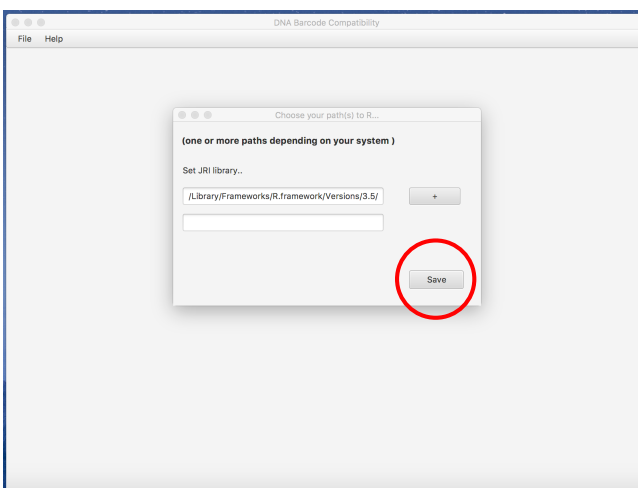 DNA Barcode Compatibility
File Help
Choose your path(s) to R...
(one or more paths depending on your system )
Set JRI library..
/Library/Frameworks/R.framework/Versions/3.5/
+
Save